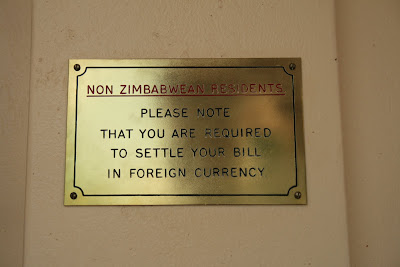 NON ZIMBABWEAN RESIDENTS
PLEASE NOTE
THAT YOU ARE REQUIRED
TO SETTLE YOUR BILL
IN FOREIGN CURRENCY